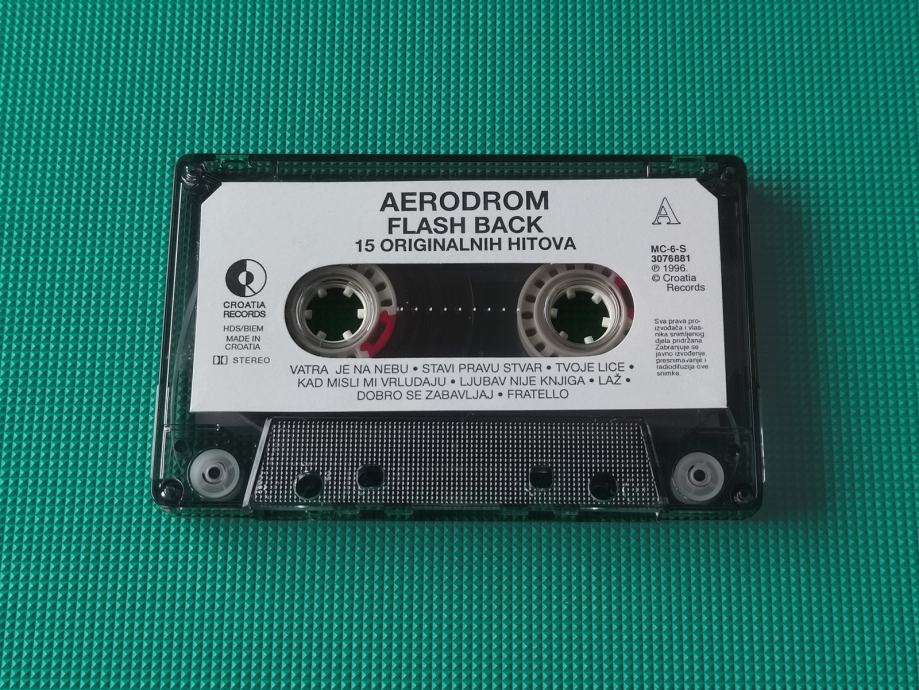 AERODROM
FLASH BACK
15 ORIGINALNIH HITOVA
A
MC-6-S
3076881
℗ 1996.
© Croatia
Records
CROATIA
RECORDS
HDS/BIEM
MADE IN
CROATIA
STEREO
Sva prava pro-
izvođača i vlas-
nika snimljenog
djela pridržana.
Zabranjuje se
javno izvođenje,
presnimavanje i
radiodifuzija ove
snimke.
VATRA JE NA NEBU • STAVI PRAVU STVAR • TVOJE LICE •
KAD MISLI MI VRLUDAJU • LJUBAV NIJE KNJIGA • LAŽ •
DOBRO SE ZABAVLJAJ • FRATELLO